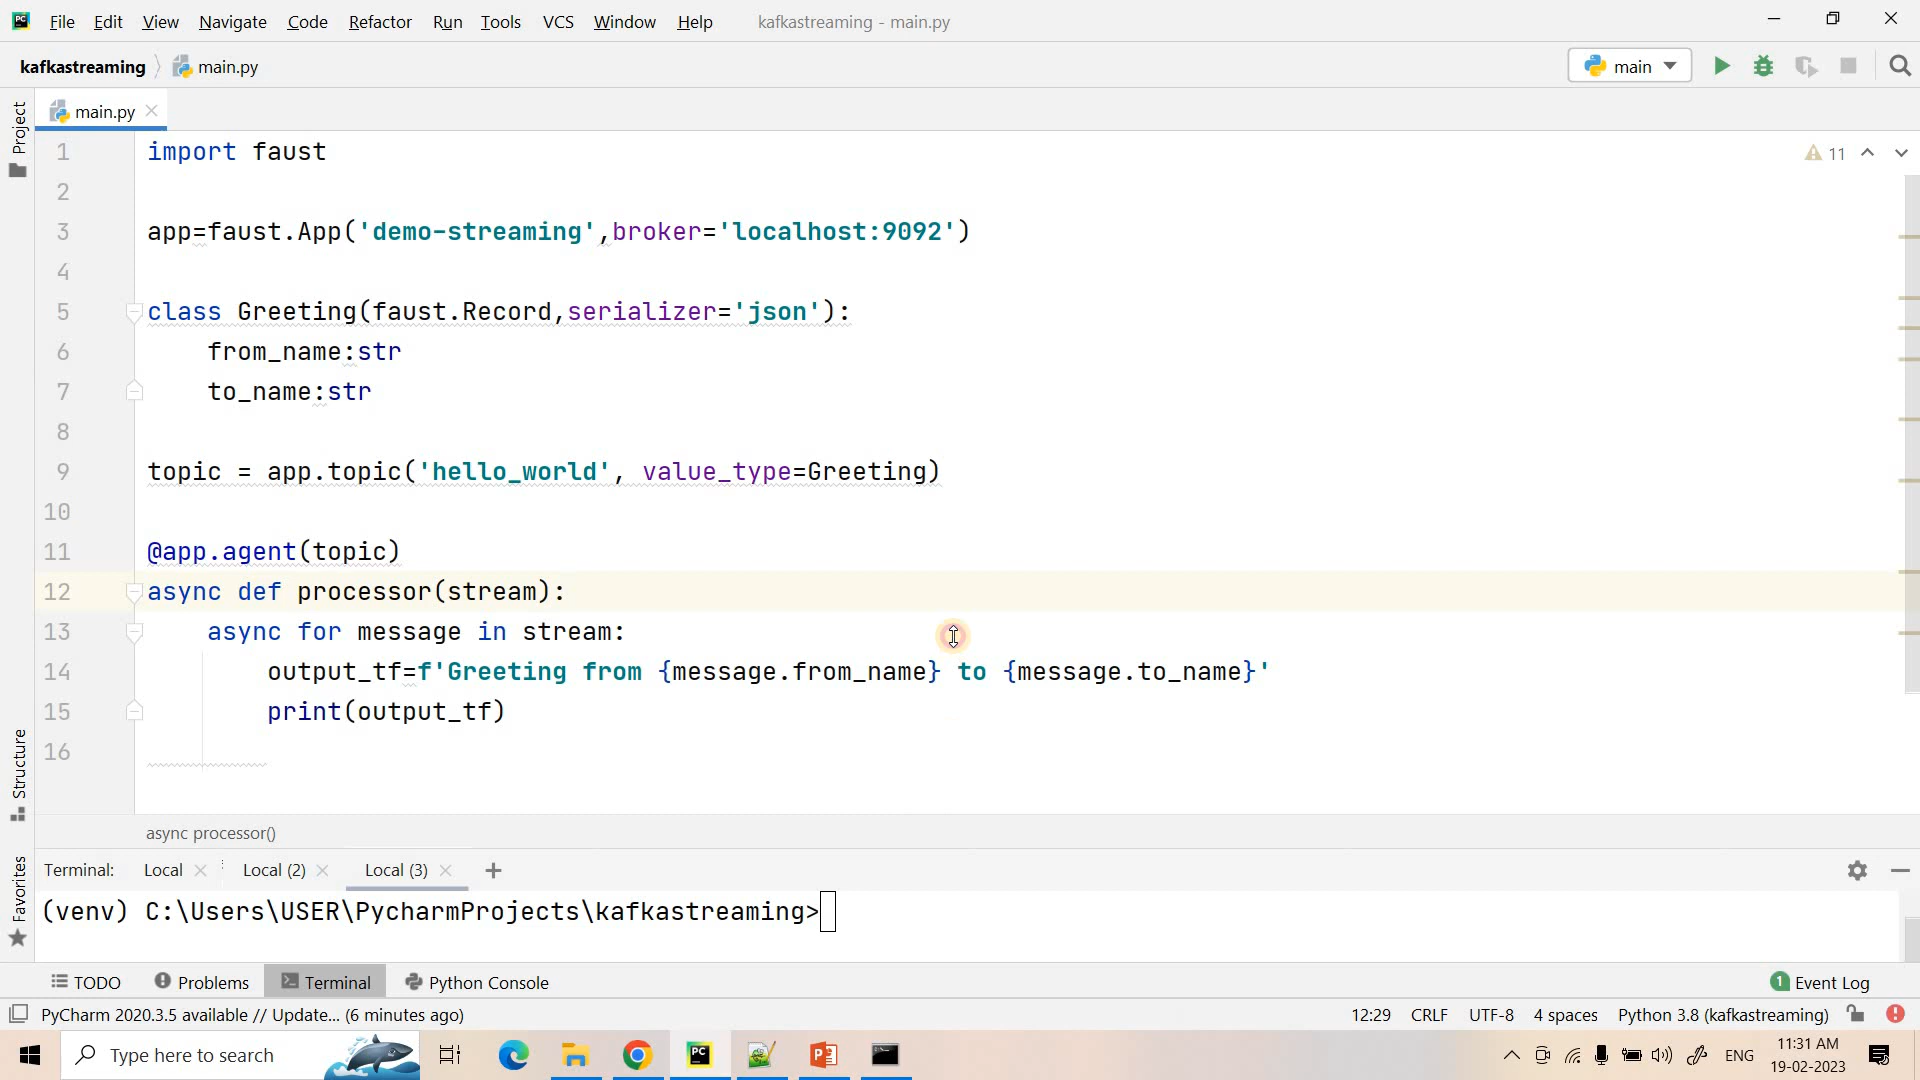 File Edit View Navigate Code Refactor Run Tools VCS Window Help kafkastreaming - main.py
kafkastreaming main.py main
Project
main.py
11
1 import faust
2
3 app=faust.App('demo-streaming',broker='localhost:9092')
4
5 class Greeting(faust.Record,serializer='json'):
6 from_name:str
7 to_name:str
8
9 topic = app.topic('hello_world', value_type=Greeting)
10
11 @app.agent(topic)
12 async def processor(stream):
13 async for message in stream:
14 output_tf=f'Greeting from {message.from_name} to {message.to_name}'
15 print(output_tf)
16
Structure
async processor()
Favorites
Terminal: Local Local (2) Local (3)
(venv) C:\Users\USER\PycharmProjects\kafkastreaming>
TODO Problems Terminal Python Console 1 Event Log
PyCharm 2020.3.5 available // Update... (6 minutes ago) 12:29 CRLF UTF-8 4 spaces Python 3.8 (kafkastreaming)
Type here to search ENG 11:31 AM
19-02-2023